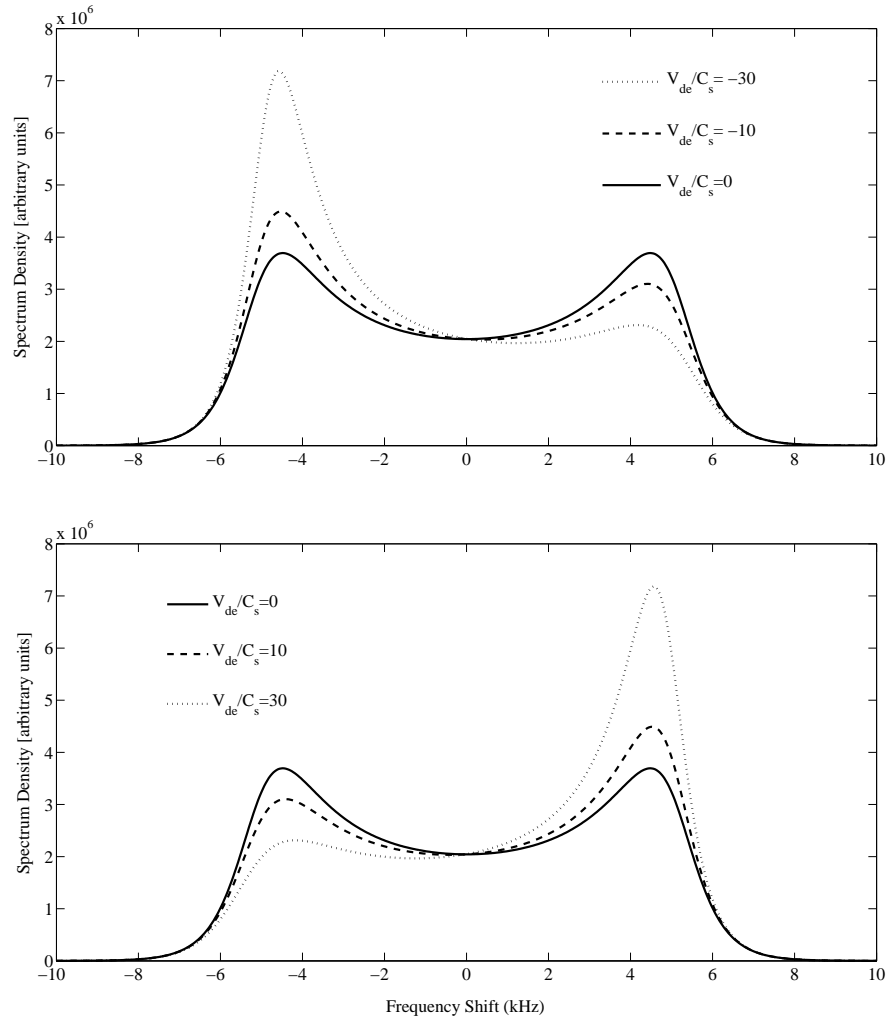 x 10^6
8
7
6
5
4
3
2
1
0
Spectrum Density [arbitrary units]
V_de/C_s= −30
V_de/C_s= −10
V_de/C_s=0
−10 −8 −6 −4 −2 0 2 4 6 8 10
x 10^6
8
7
6
5
4
3
2
1
0
Spectrum Density [arbitrary units]
V_de/C_s=0
V_de/C_s=10
V_de/C_s=30
−10 −8 −6 −4 −2 0 2 4 6 8 10
Frequency Shift (kHz)